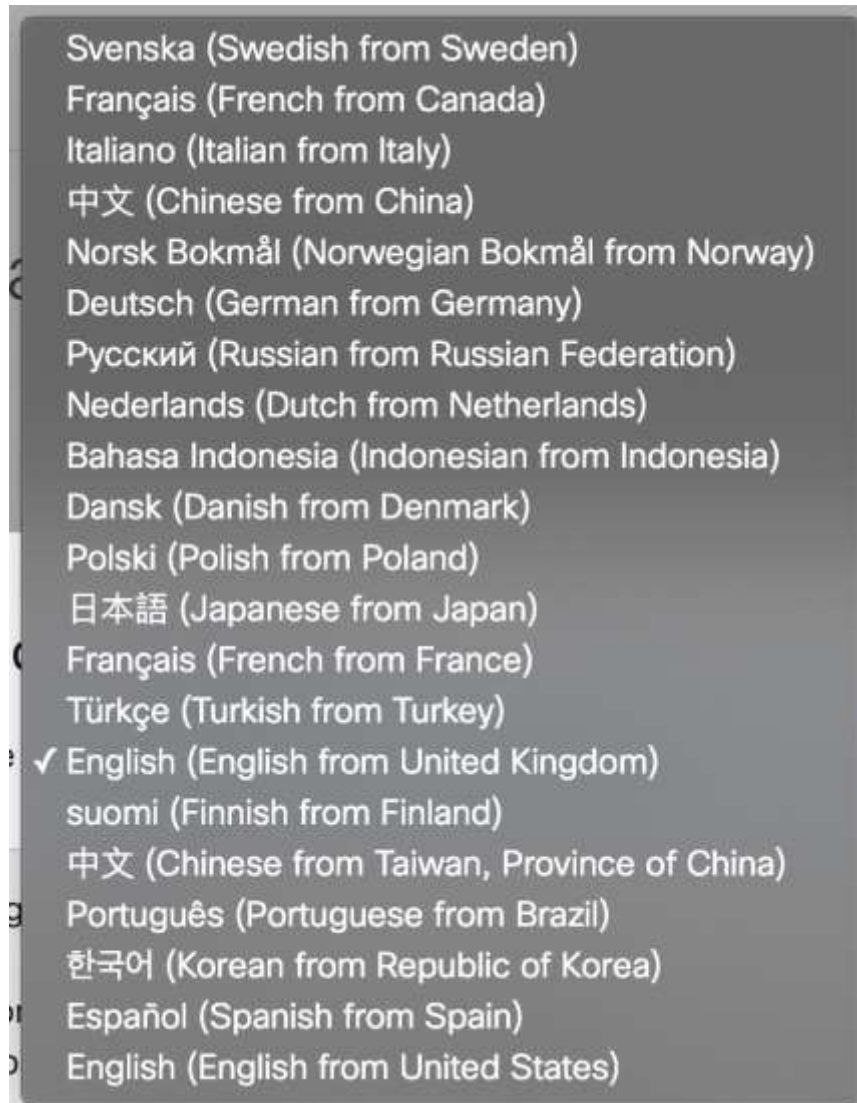 Svenska (Swedish from Sweden)
Français (French from Canada)
Italiano (Italian from Italy)
中文 (Chinese from China)
Norsk Bokmål (Norwegian Bokmål from Norway)
Deutsch (German from Germany)
Русский (Russian from Russian Federation)
Nederlands (Dutch from Netherlands)
Bahasa Indonesia (Indonesian from Indonesia)
Dansk (Danish from Denmark)
Polski (Polish from Poland)
日本語 (Japanese from Japan)
Français (French from France)
Türkçe (Turkish from Turkey)
✓ English (English from United Kingdom)
suomi (Finnish from Finland)
中文 (Chinese from Taiwan, Province of China)
Português (Portuguese from Brazil)
한국어 (Korean from Republic of Korea)
Español (Spanish from Spain)
English (English from United States)